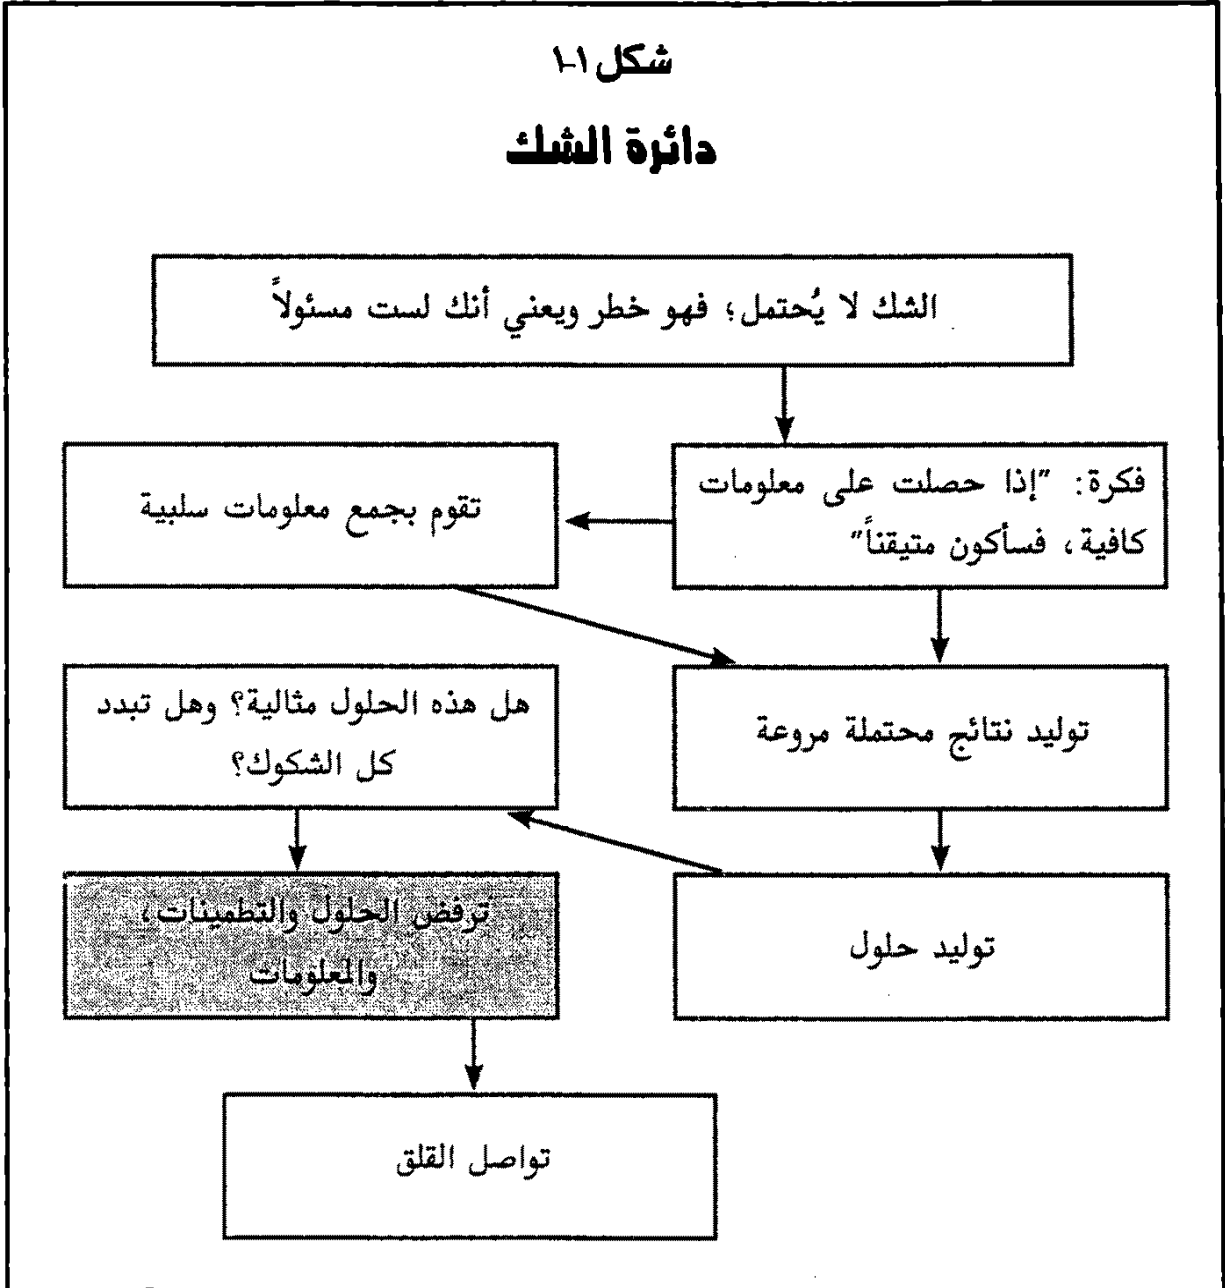 شكل ١-١
دائرة الشك
الشك لا يُحتمل؛ فهو خطر ويعني أنك لست مسئولاً
فكرة: "إذا حصلت على معلومات
كافية، فسأكون متيقناً"
تقوم بجمع معلومات سلبية
توليد نتائج محتملة مروعة
هل هذه الحلول مثالية؟ وهل تبدد
كل الشكوك؟
توليد حلول
ترفض الحلول والتطمينات،
والمعلومات
تواصل القلق